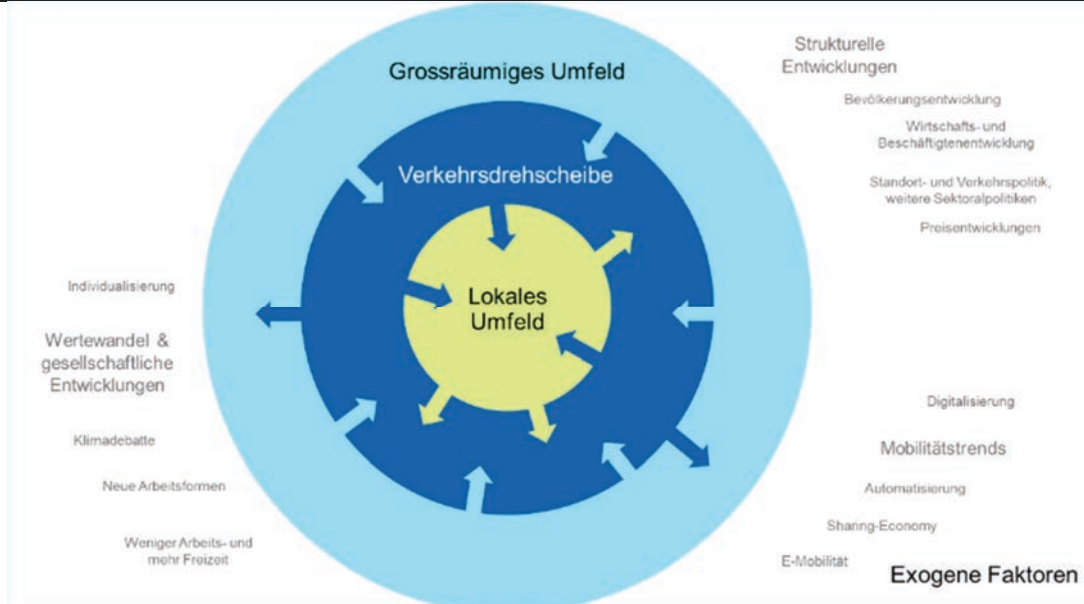 Grossräumiges Umfeld
Verkehrsdrehscheibe
Lokales
Umfeld
Strukturelle
Entwicklungen
Bevölkerungsentwicklung
Wirtschafts- und
Beschäftigtenentwicklung
Standort- und Verkehrspolitik,
weitere Sektoralpolitiken
Preisentwicklungen
Individualisierung
Wertewandel &
gesellschaftliche
Entwicklungen
Klimadebatte
Neue Arbeitsformen
Weniger Arbeits- und
mehr Freizeit
Digitalisierung
Mobilitätstrends
Automatisierung
Sharing-Economy
E-Mobilität
Exogene Faktoren